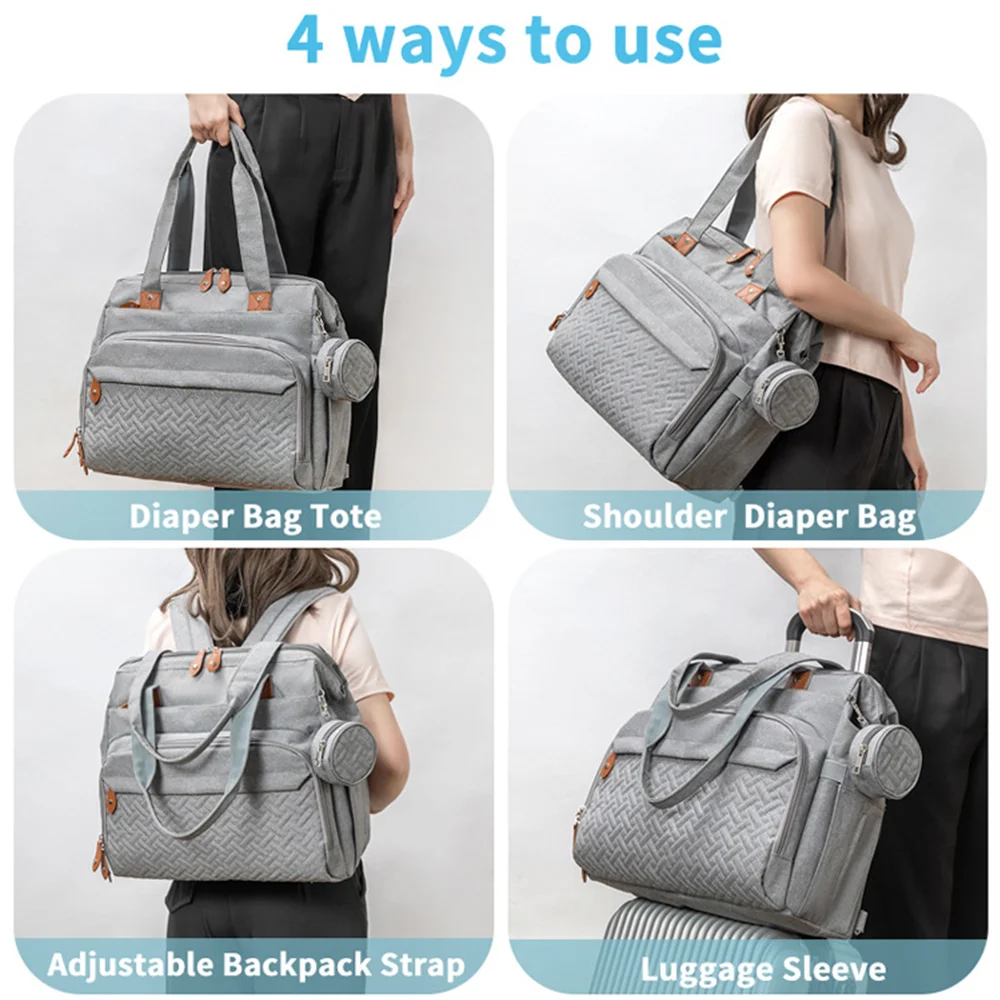 4 ways to use
Diaper Bag Tote
Shoulder Diaper Bag
Adjustable Backpack Strap
Luggage Sleeve